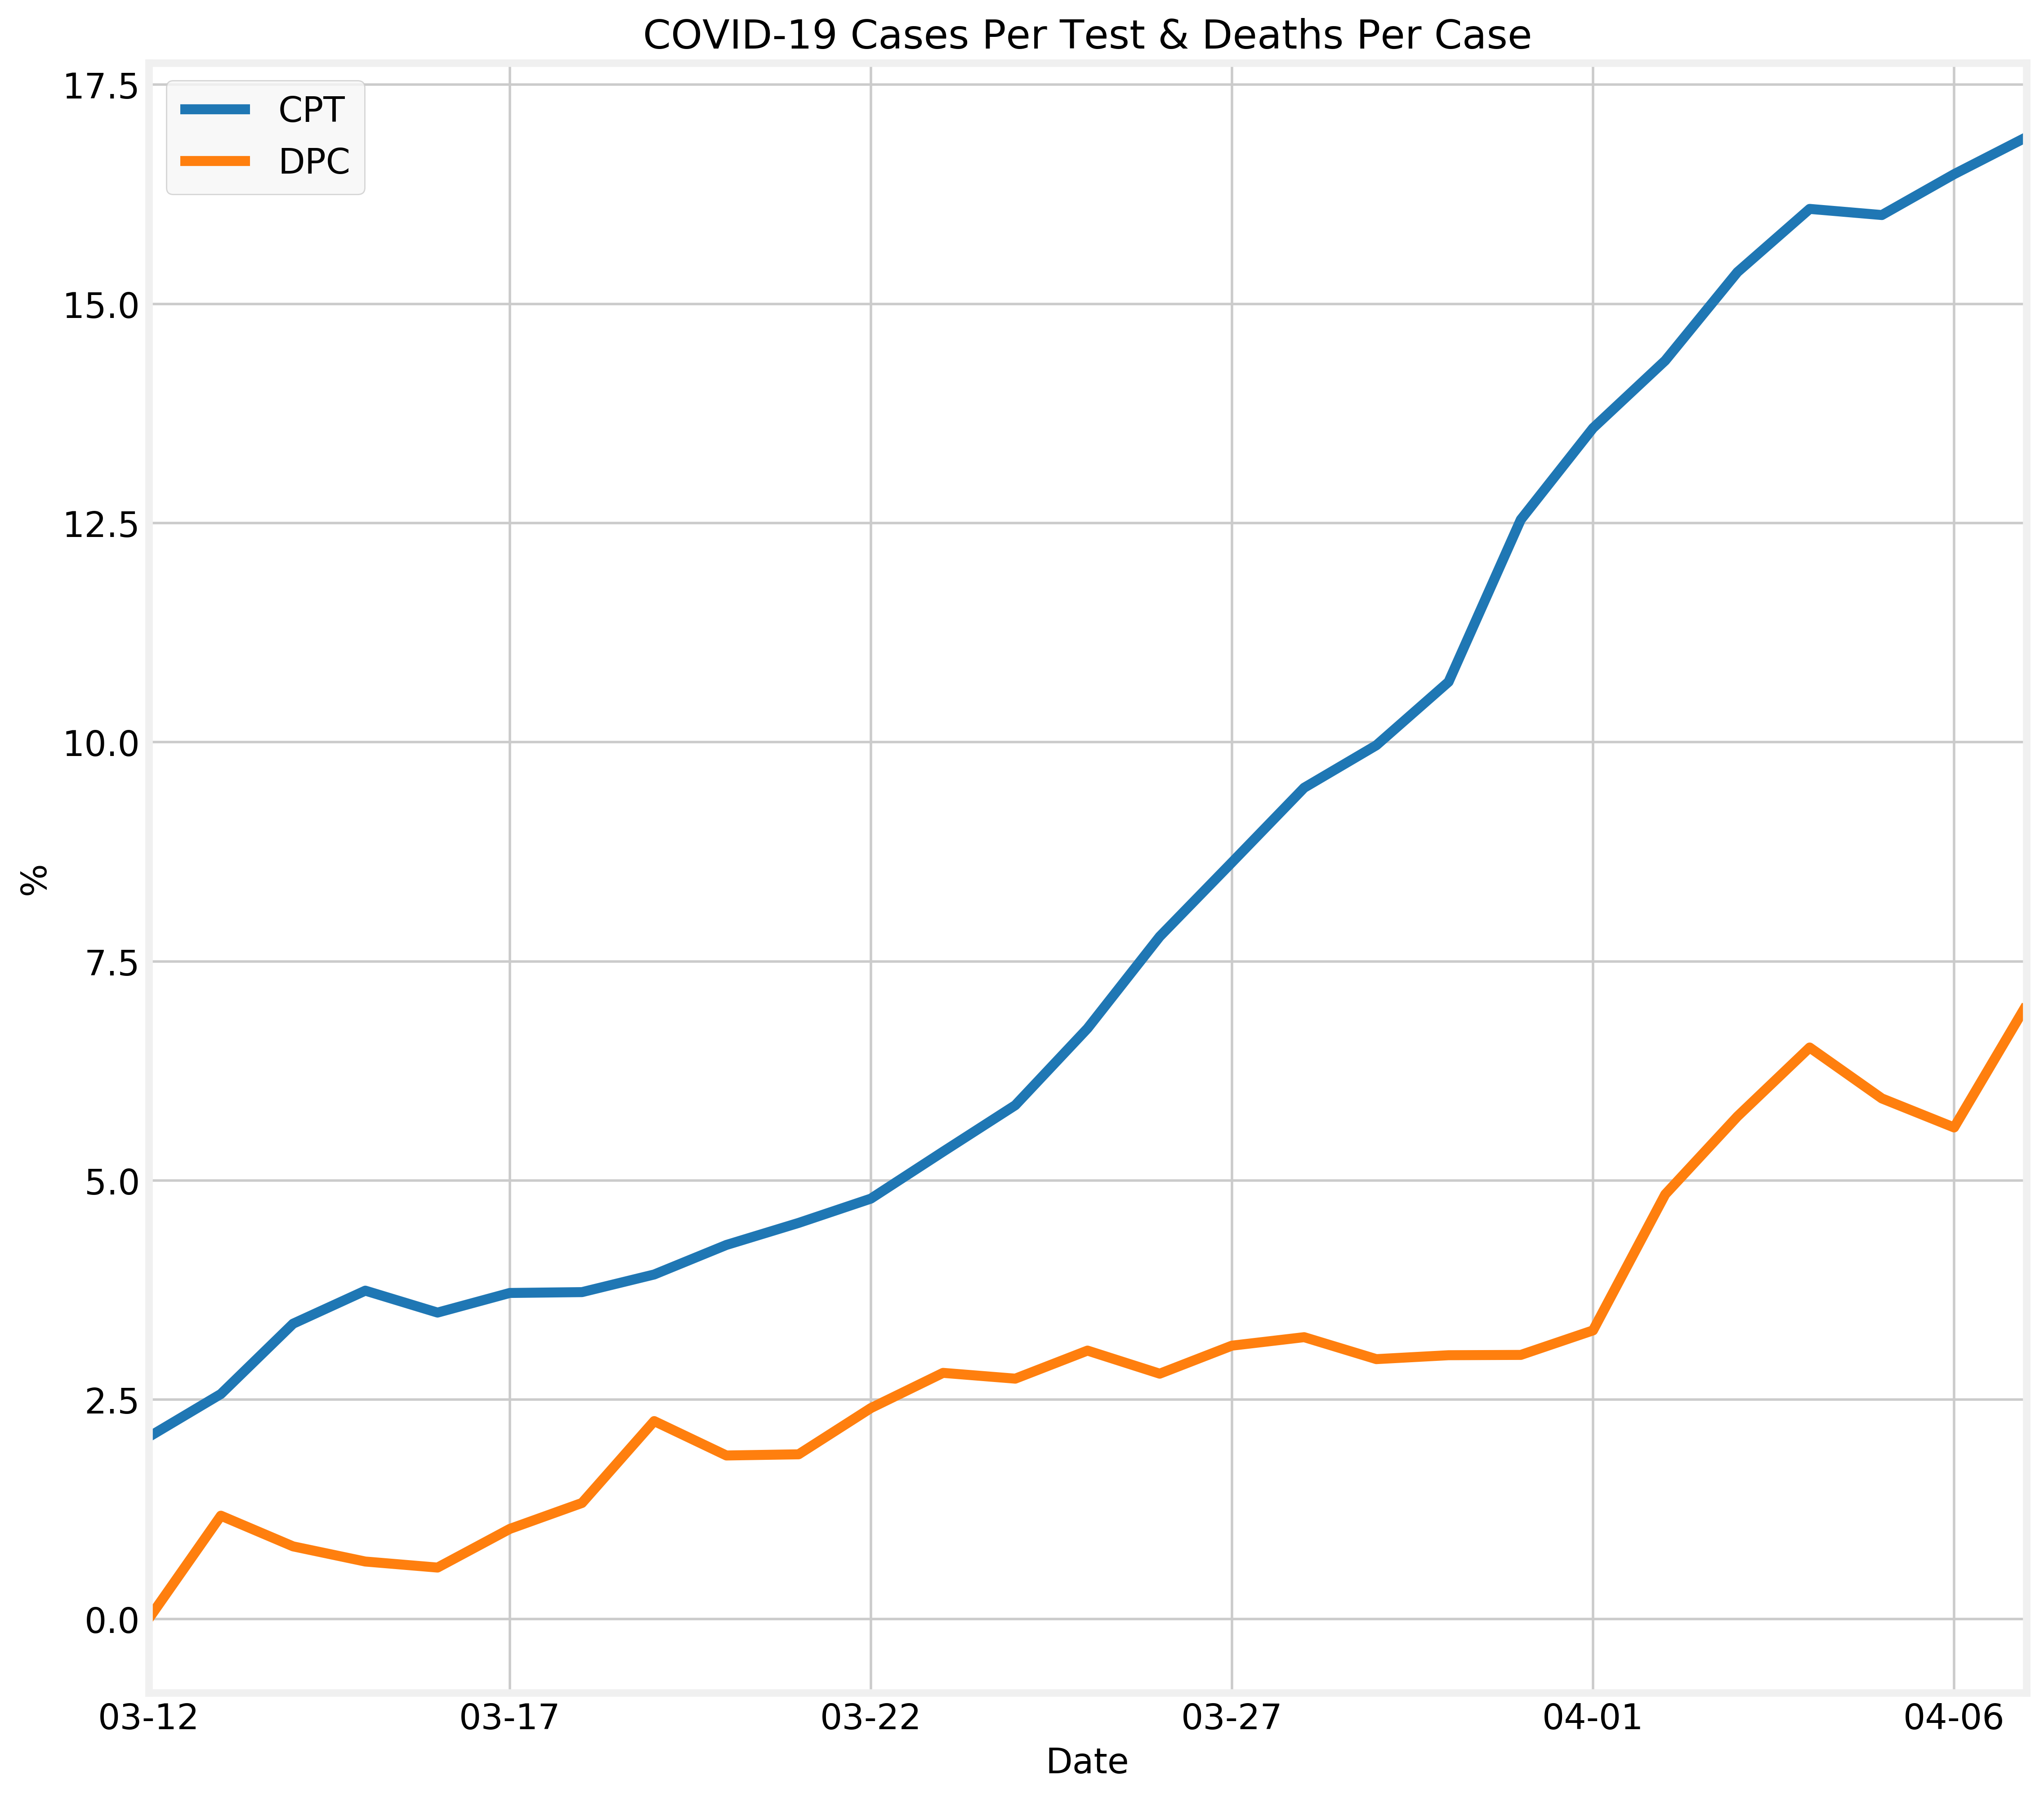 COVID-19 Cases Per Test & Deaths Per Case
CPT
DPC
17.5
15.0
12.5
10.0
7.5
5.0
2.5
0.0
%
03-12 03-17 03-22 03-27 04-01 04-06
Date